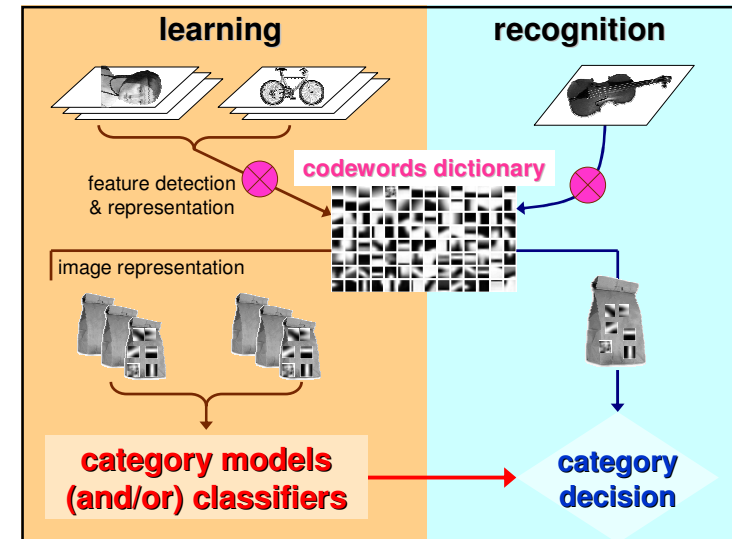 learning
recognition
codewords dictionary
feature detection
& representation
image representation
category models
(and/or) classifiers
category
decision